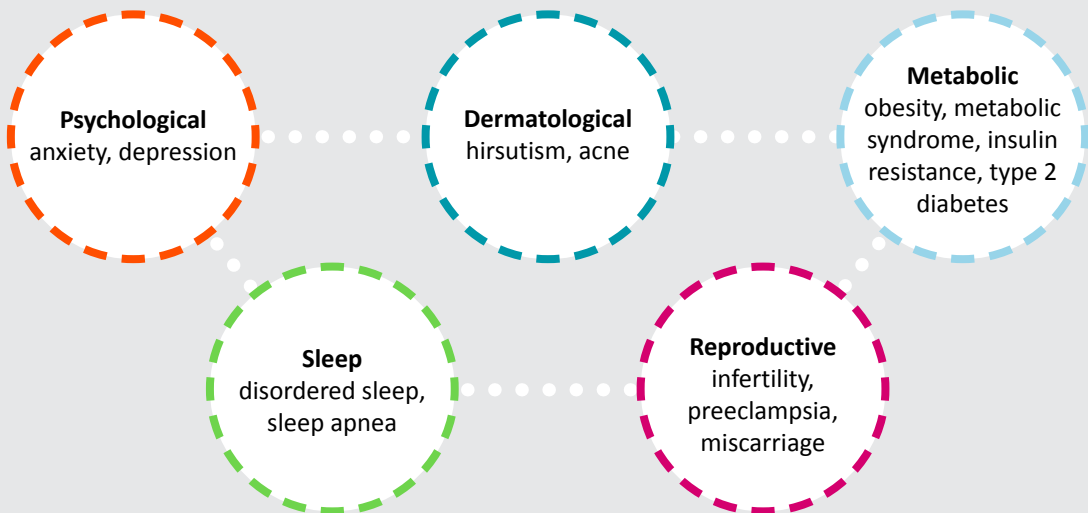 Psychological
anxiety, depression
Dermatological
hirsutism, acne
Metabolic
obesity, metabolic
syndrome, insulin
resistance, type 2
diabetes
Sleep
disordered sleep,
sleep apnea
Reproductive
infertility,
preeclampsia,
miscarriage